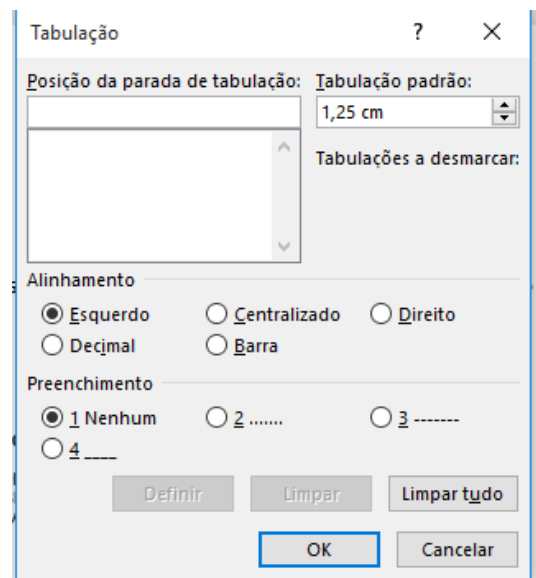 Tabulação ? ×
Posição da parada de tabulação: Tabulação padrão:
1,25 cm
Tabulações a desmarcar:
Alinhamento
Esquerdo Centralizado Direito
Decimal Barra
Preenchimento
1 Nenhum 2 ....... 3 -------
4 ____
Definir Limpar Limpar tudo
OK Cancelar